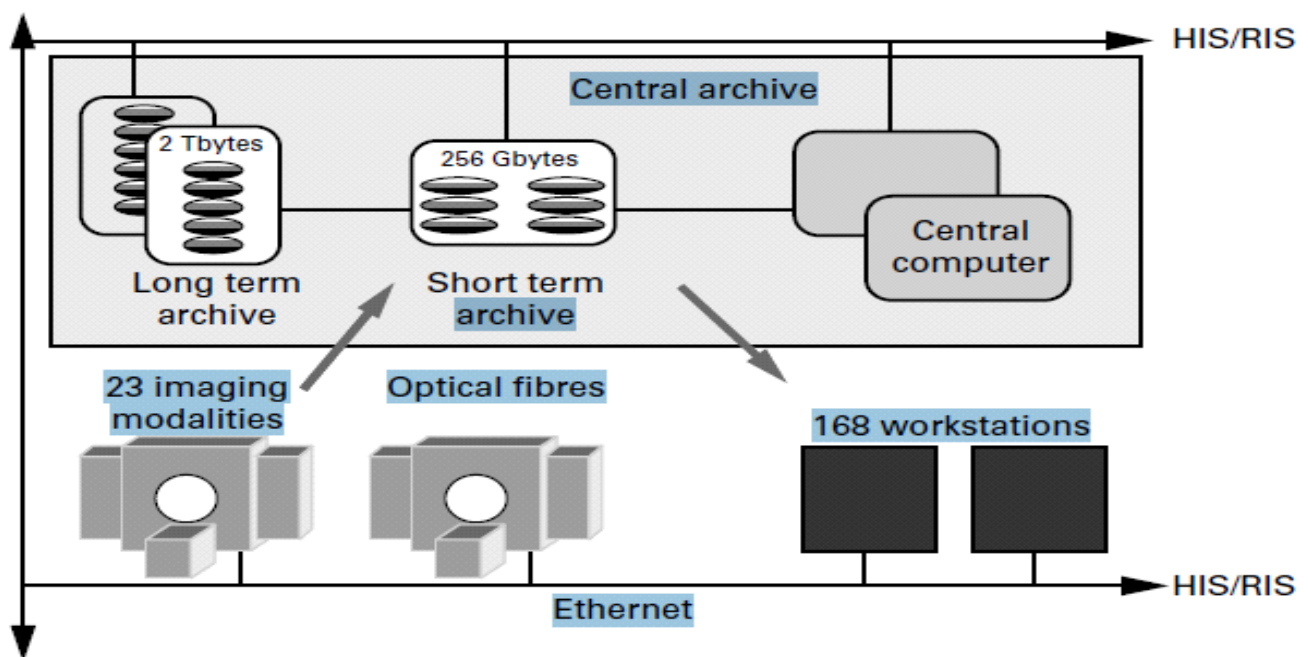 HIS/RIS
Central archive
2 Tbytes
256 Gbytes
Central
computer
Long term
archive
Short term
archive
23 imaging
modalities
Optical fibres
168 workstations
HIS/RIS
Ethernet